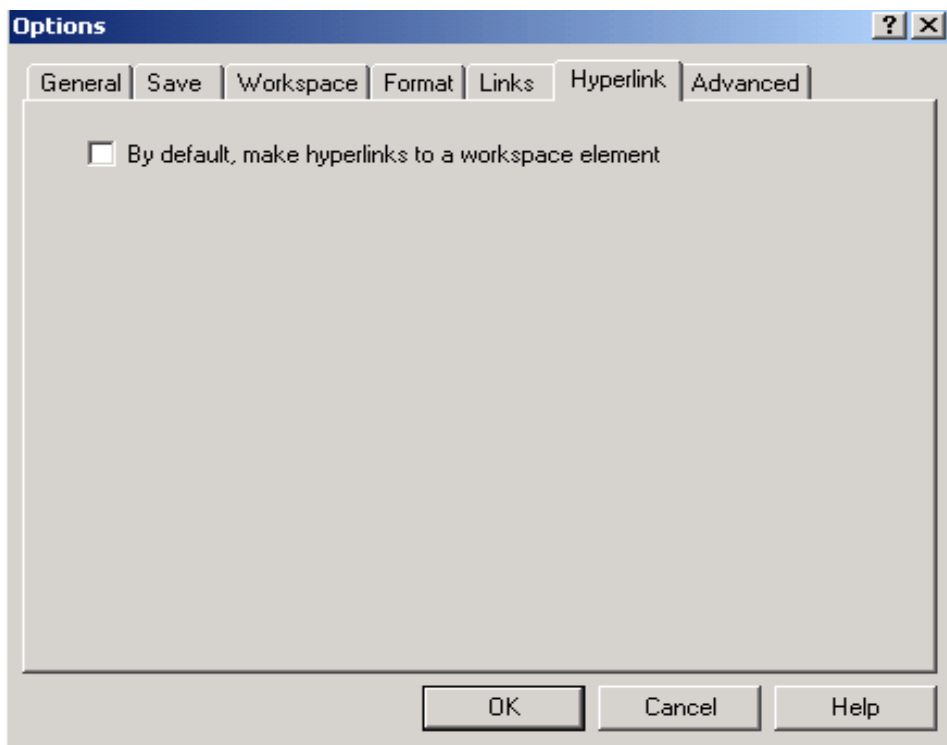 Options
General Save Workspace Format Links Hyperlink Advanced
By default, make hyperlinks to a workspace element
OK Cancel Help